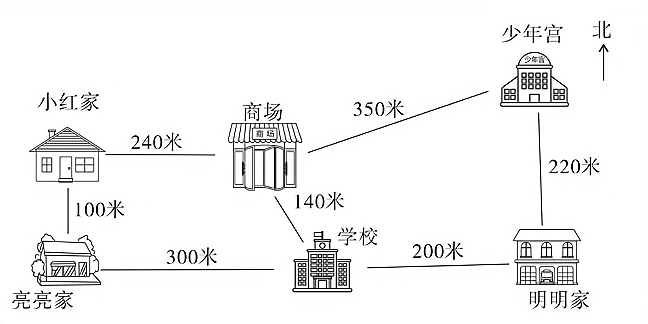 少年宫
北
少年宫
小红家
商场
350米
商场
240米
220米
100米
140米
学校
300米
200米
亮亮家
明明家